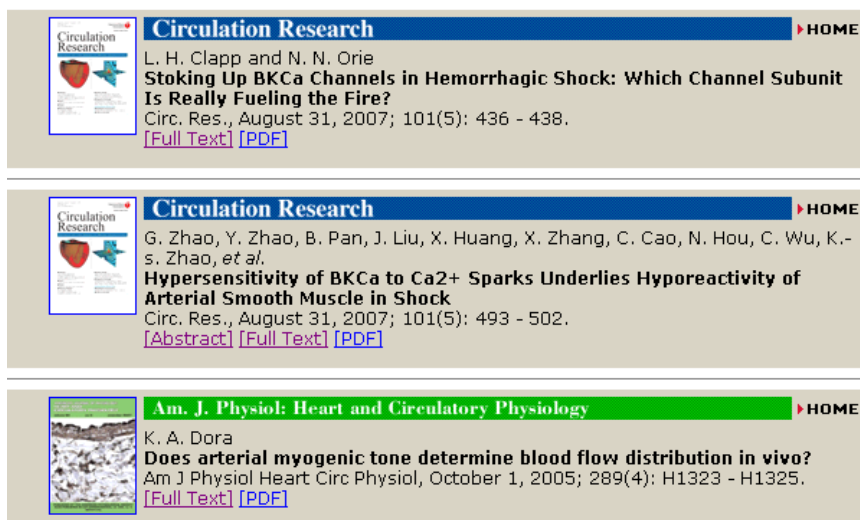 Circulation Research
Circulation Research
HOME
L. H. Clapp and N. N. Orie
Stoking Up BKCa Channels in Hemorrhagic Shock: Which Channel Subunit
Is Really Fueling the Fire?
Circ. Res., August 31, 2007; 101(5): 436 - 438.
[Full Text] [PDF]
Circulation Research
Circulation Research
HOME
G. Zhao, Y. Zhao, B. Pan, J. Liu, X. Huang, X. Zhang, C. Cao, N. Hou, C. Wu, K.-
s. Zhao, et al.
Hypersensitivity of BKCa to Ca2+ Sparks Underlies Hyporeactivity of
Arterial Smooth Muscle in Shock
Circ. Res., August 31, 2007; 101(5): 493 - 502.
[Abstract] [Full Text] [PDF]
Am. J. Physiol: Heart and Circulatory Physiology
HOME
K. A. Dora
Does arterial myogenic tone determine blood flow distribution in vivo?
Am J Physiol Heart Circ Physiol, October 1, 2005; 289(4): H1323 - H1325.
[Full Text] [PDF]